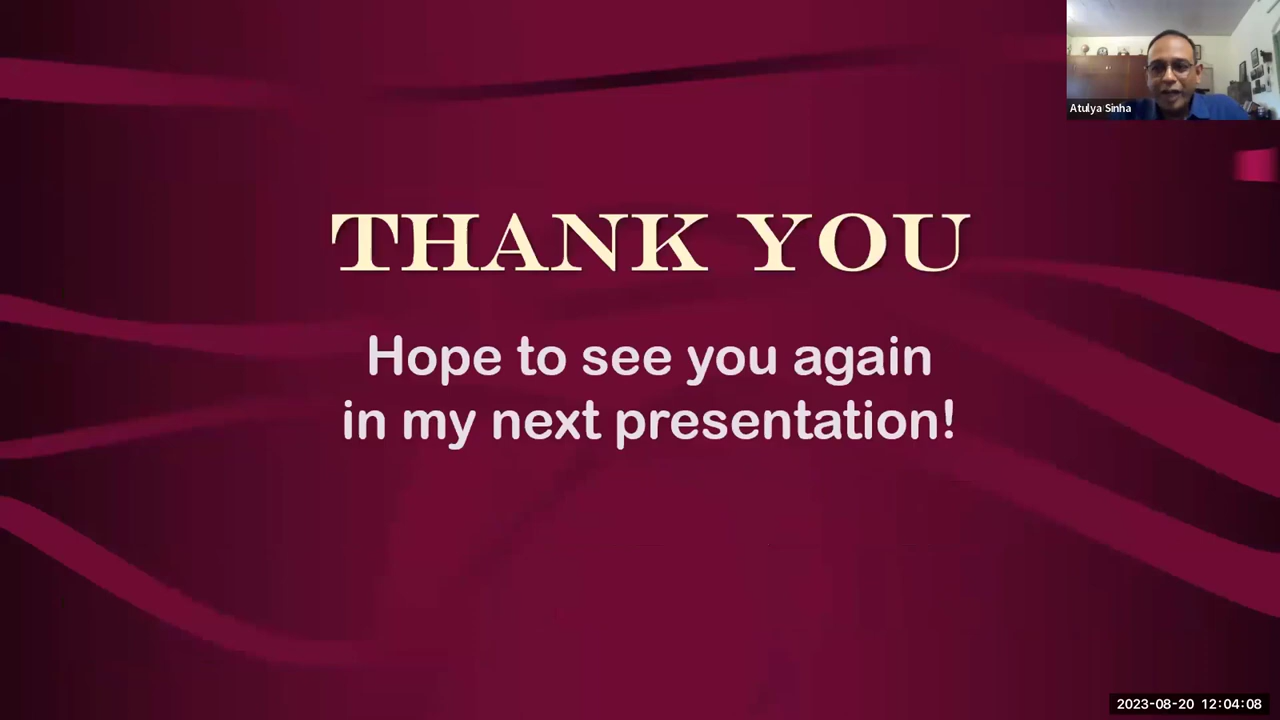 Atulya Sinha
THANK YOU
Hope to see you again
in my next presentation!
2023-08-20 12:04:08